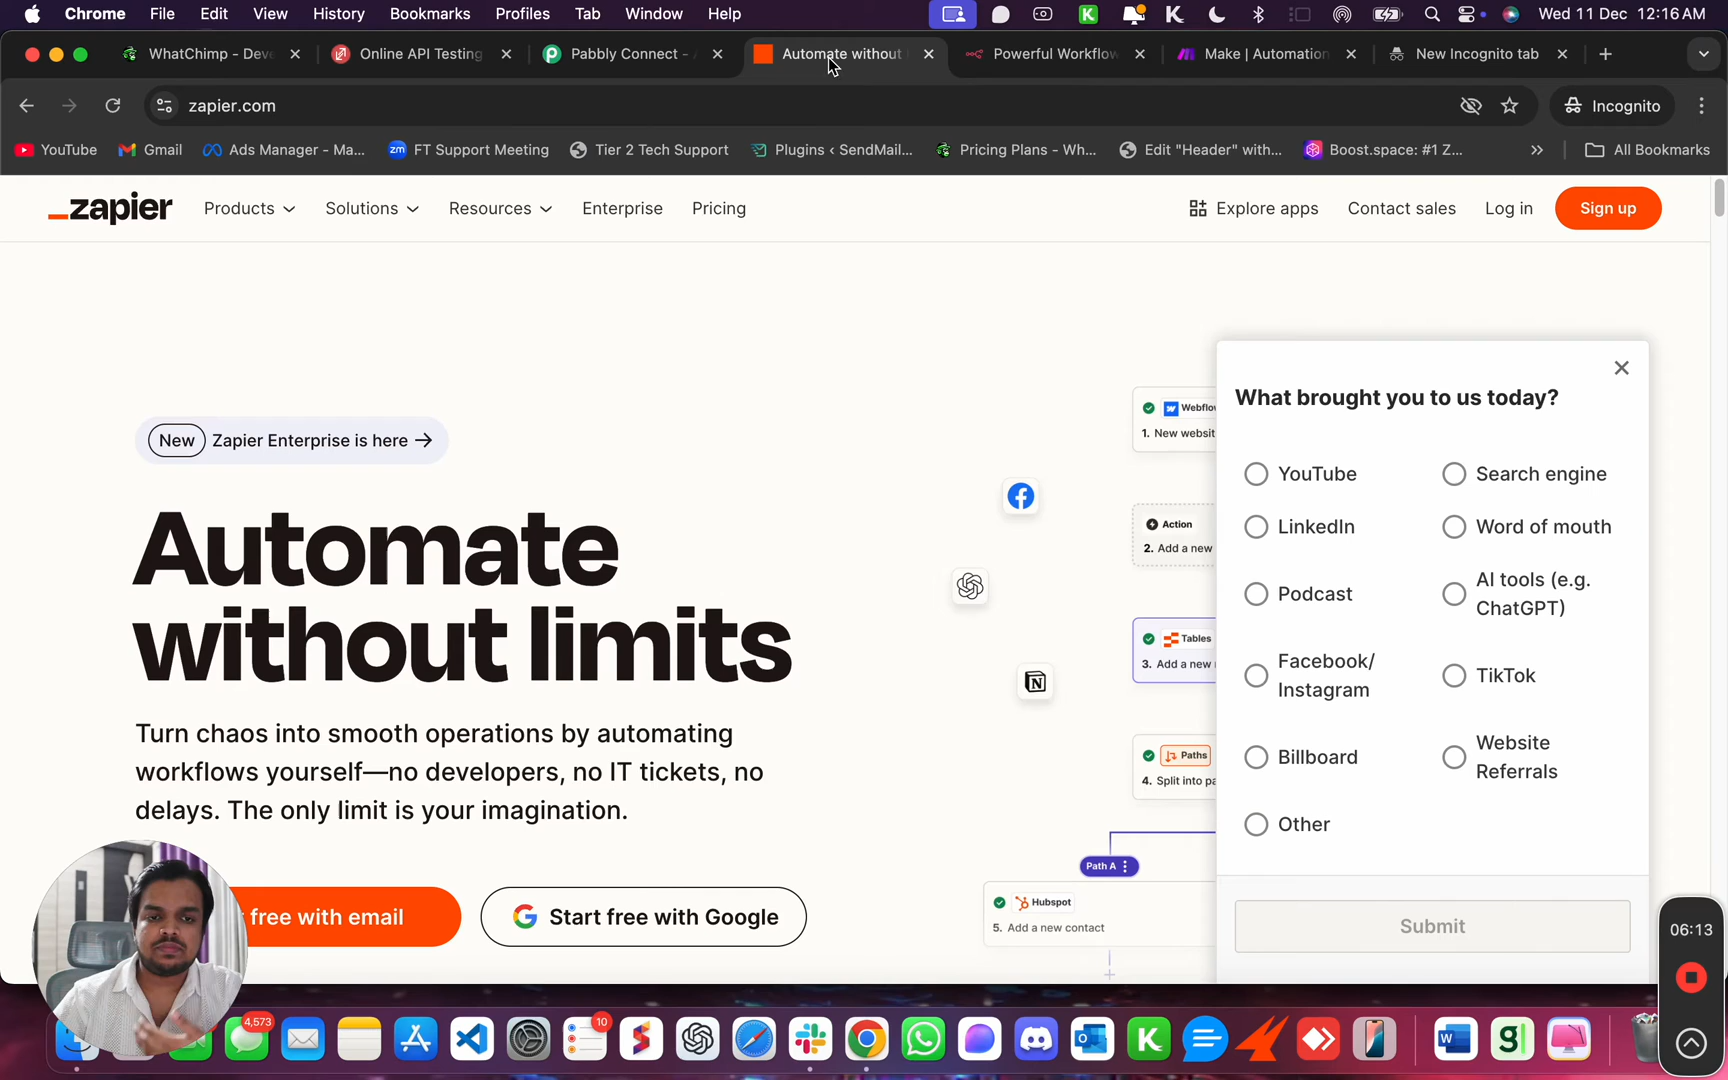 Chrome File Edit View History Bookmarks Profiles Tab Window Help Wed 11 Dec 12:16 AM
WhatChimp - Deve Online API Testing Pabbly Connect - A Automate without Powerful Workflow Make | Automation New Incognito tab
zapier.com Incognito
YouTube Gmail Ads Manager - Ma... FT Support Meeting Tier 2 Tech Support Plugins ‹ SendMail... Pricing Plans - Wh... Edit "Header" with... Boost.space: #1 Z... » All Bookmarks
zapier Products Solutions Resources Enterprise Pricing Explore apps Contact sales Log in Sign up
New Zapier Enterprise is here →
Automate
without limits
Turn chaos into smooth operations by automating
workflows yourself—no developers, no IT tickets, no
delays. The only limit is your imagination.
free with email
Start free with Google
Webflow
1. New websit
Action
2. Add a new
Tables
3. Add a new
Paths
4. Split into pa
Path A
Hubspot
5. Add a new contact
What brought you to us today?
YouTube
Search engine
LinkedIn
Word of mouth
Podcast
AI tools (e.g.
ChatGPT)
Facebook/
Instagram
TikTok
Billboard
Website
Referrals
Other
Submit
06:13
4,573
10